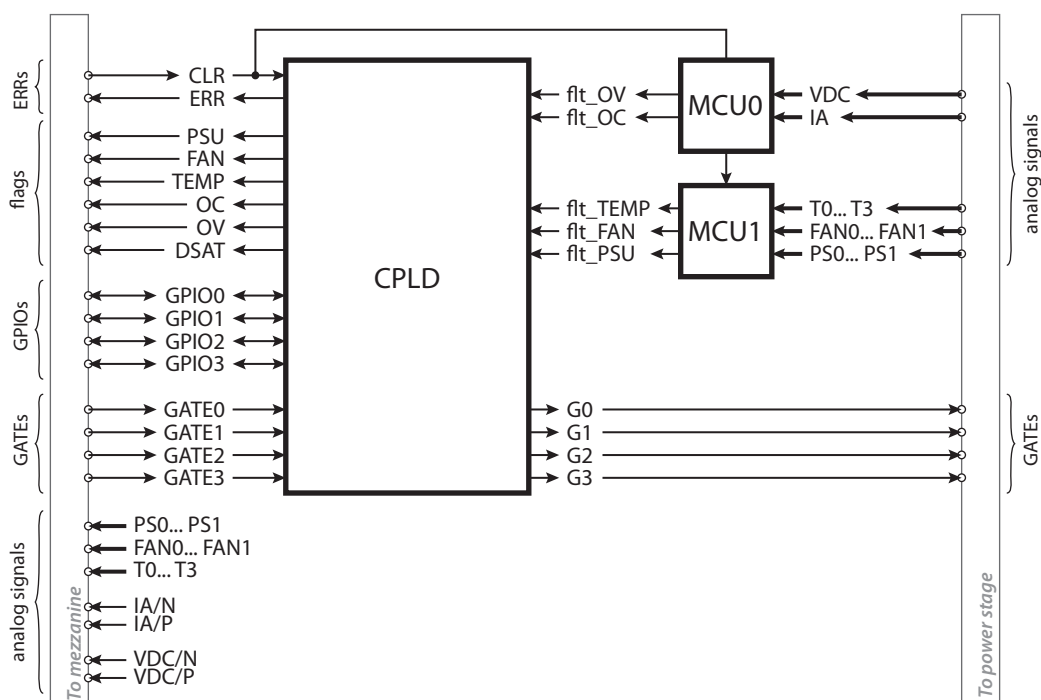 ERRs
CLR
ERR
flags
PSU
FAN
TEMP
OC
OV
DSAT
GPIOs
GPIO0
GPIO1
GPIO2
GPIO3
GATEs
GATE0
GATE1
GATE2
GATE3
analog signals
PS0... PS1
FAN0... FAN1
T0... T3
IA/N
IA/P
VDC/N
VDC/P
To mezzanine
CPLD
flt_OV
flt_OC
MCU0
VDC
IA
flt_TEMP
flt_FAN
flt_PSU
MCU1
T0... T3
FAN0... FAN1
PS0... PS1
analog signals
G0
G1
G2
G3
GATEs
To power stage